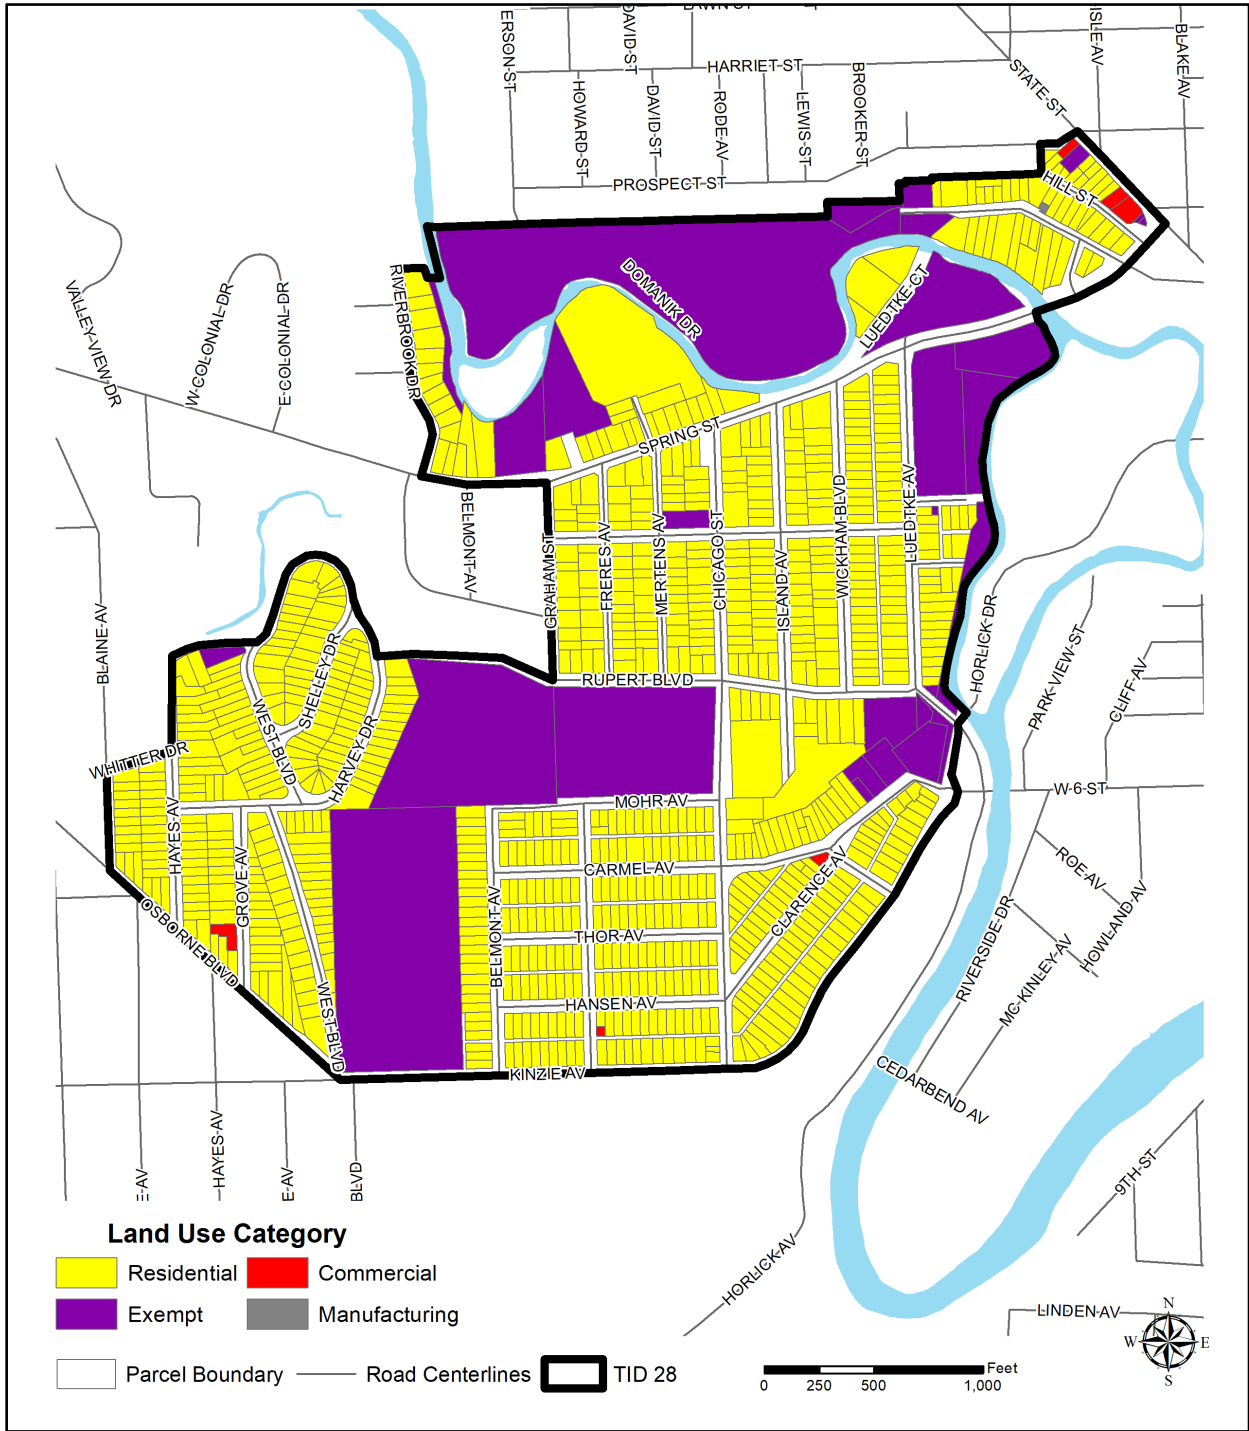 LAWN ST
ERSON ST
DAVID ST
ISLE AV
BLAKE AV
HARRIET ST
STATE ST
HOWARD ST
DAVID ST
RODE AV
LEWIS ST
BROOKER ST
PROSPECT ST
HILL ST
RIVERBROOK DR
DOMANIK DR
LUEDTKE CT
VALLEY VIEW DR
W COLONIAL DR
E COLONIAL DR
SPRING ST
BELMONT AV
GRAHAM ST
FRERES AV
MERTENS AV
CHICAGO ST
ISLAND AV
WICKHAM BLVD
LUEDTKE AV
BLAINE AV
HORLICK DR
PARK VIEW ST
CLIFF AV
SHELLEY DR
RUPERT BLVD
WEST BLVD
HARVEY DR
WHITTER DR
HAYES AV
MOHR AV
W 6 ST
GROVE AV
CARMEL AV
CLARENCE AV
ROE AV
HOWLAND AV
OSBORNE BLVD
BELMONT AV
THOR AV
RIVERSIDE DR
MC KINLEY AV
HANSEN AV
WEST BLVD
KINZIE AV
CEDARBEND AV
E AV
HAYES AV
E AV
BLVD
9TH ST
HORLICK AV
LINDEN AV
Land Use Category
Residential
Commercial
Exempt
Manufacturing
Parcel Boundary
Road Centerlines
TID 28
Feet
0 250 500 1,000
N
W E
S